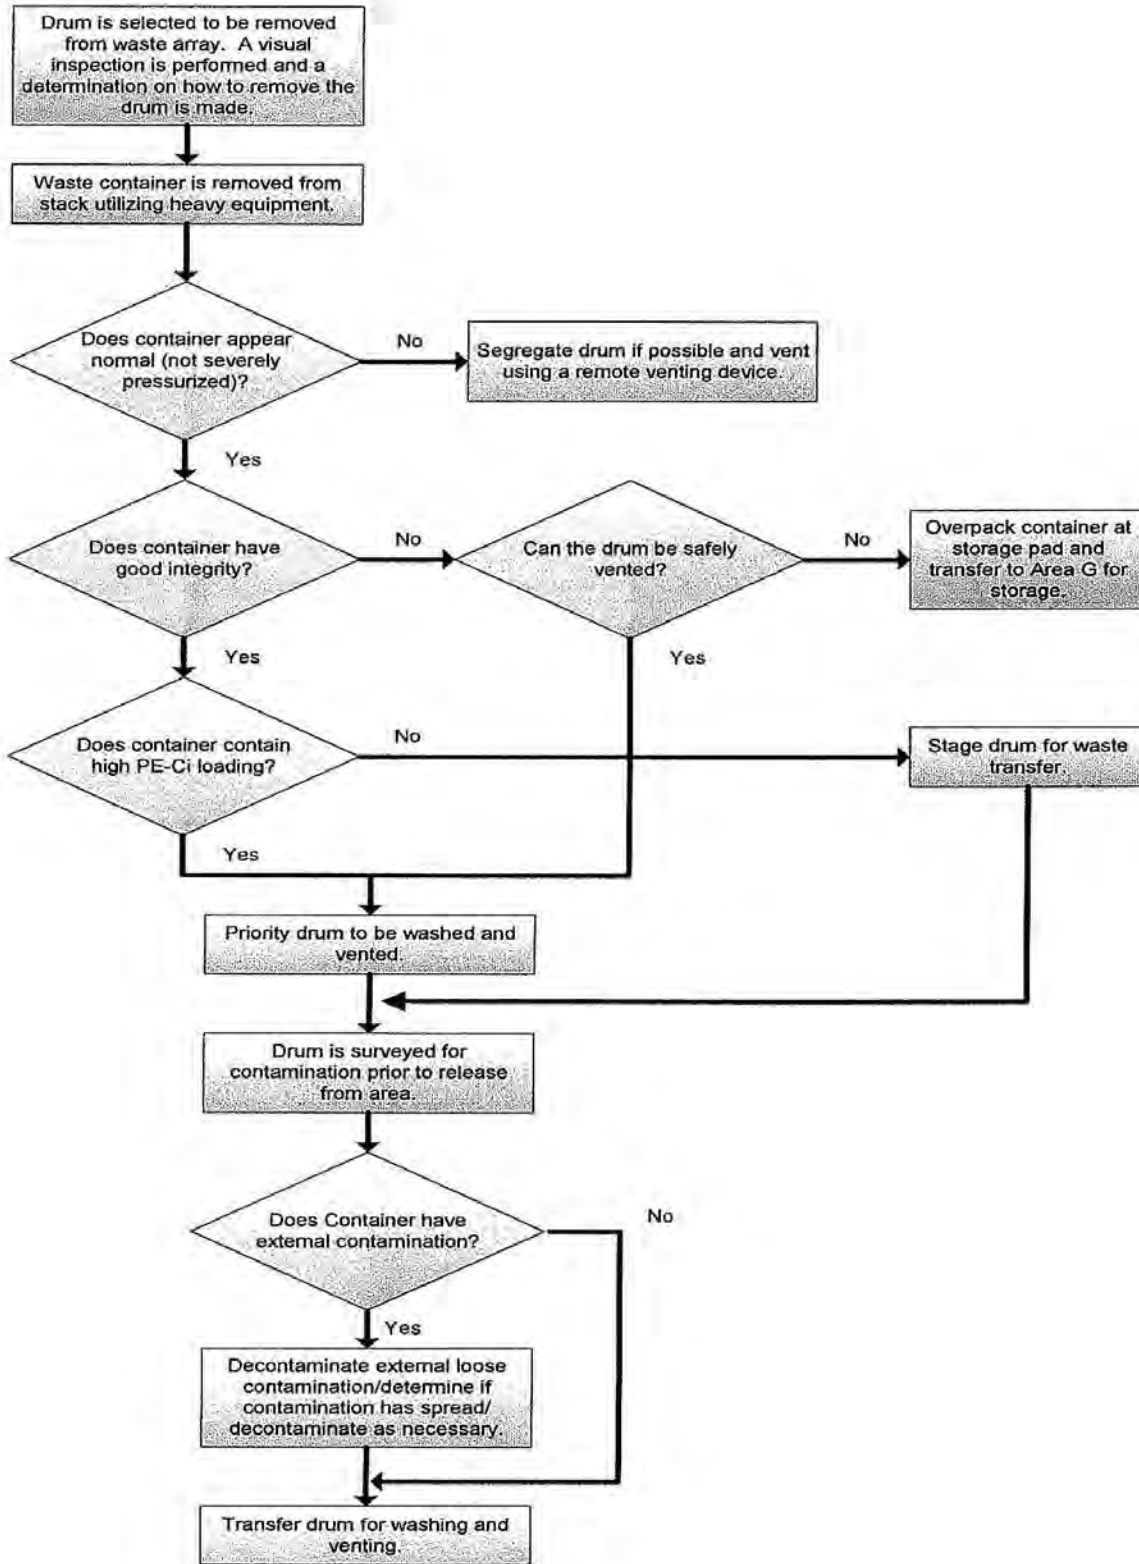 Drum is selected to be removed
from waste array. A visual
inspection is performed and a
determination on how to remove the
drum is made.
Waste container is removed from
stack utilizing heavy equipment.
Does container appear
normal (not severely
pressurized)?
No
Segregate drum if possible and vent
using a remote venting device.
Yes
Does container have
good integrity?
No
Can the drum be safely
vented?
No
Overpack container at
storage pad and
transfer to Area G for
storage.
Yes
Yes
Does container contain
high PE-Ci loading?
No
Stage drum for waste
transfer.
Yes
Priority drum to be washed and
vented.
Drum is surveyed for
contamination prior to release
from area.
Does Container have
external contamination?
No
Yes
Decontaminate external loose
contamination/determine if
contamination has spread/
decontaminate as necessary.
Transfer drum for washing and
venting.